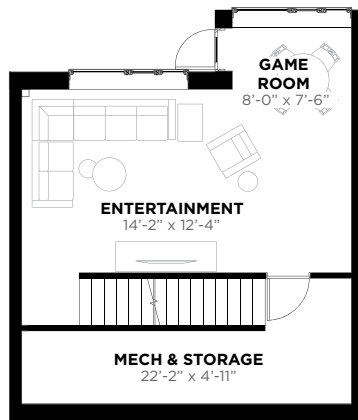 GAME
ROOM
8'-0" x 7'-6"
ENTERTAINMENT
14'-2" x 12'-4"
MECH & STORAGE
22'-2" x 4'-11"